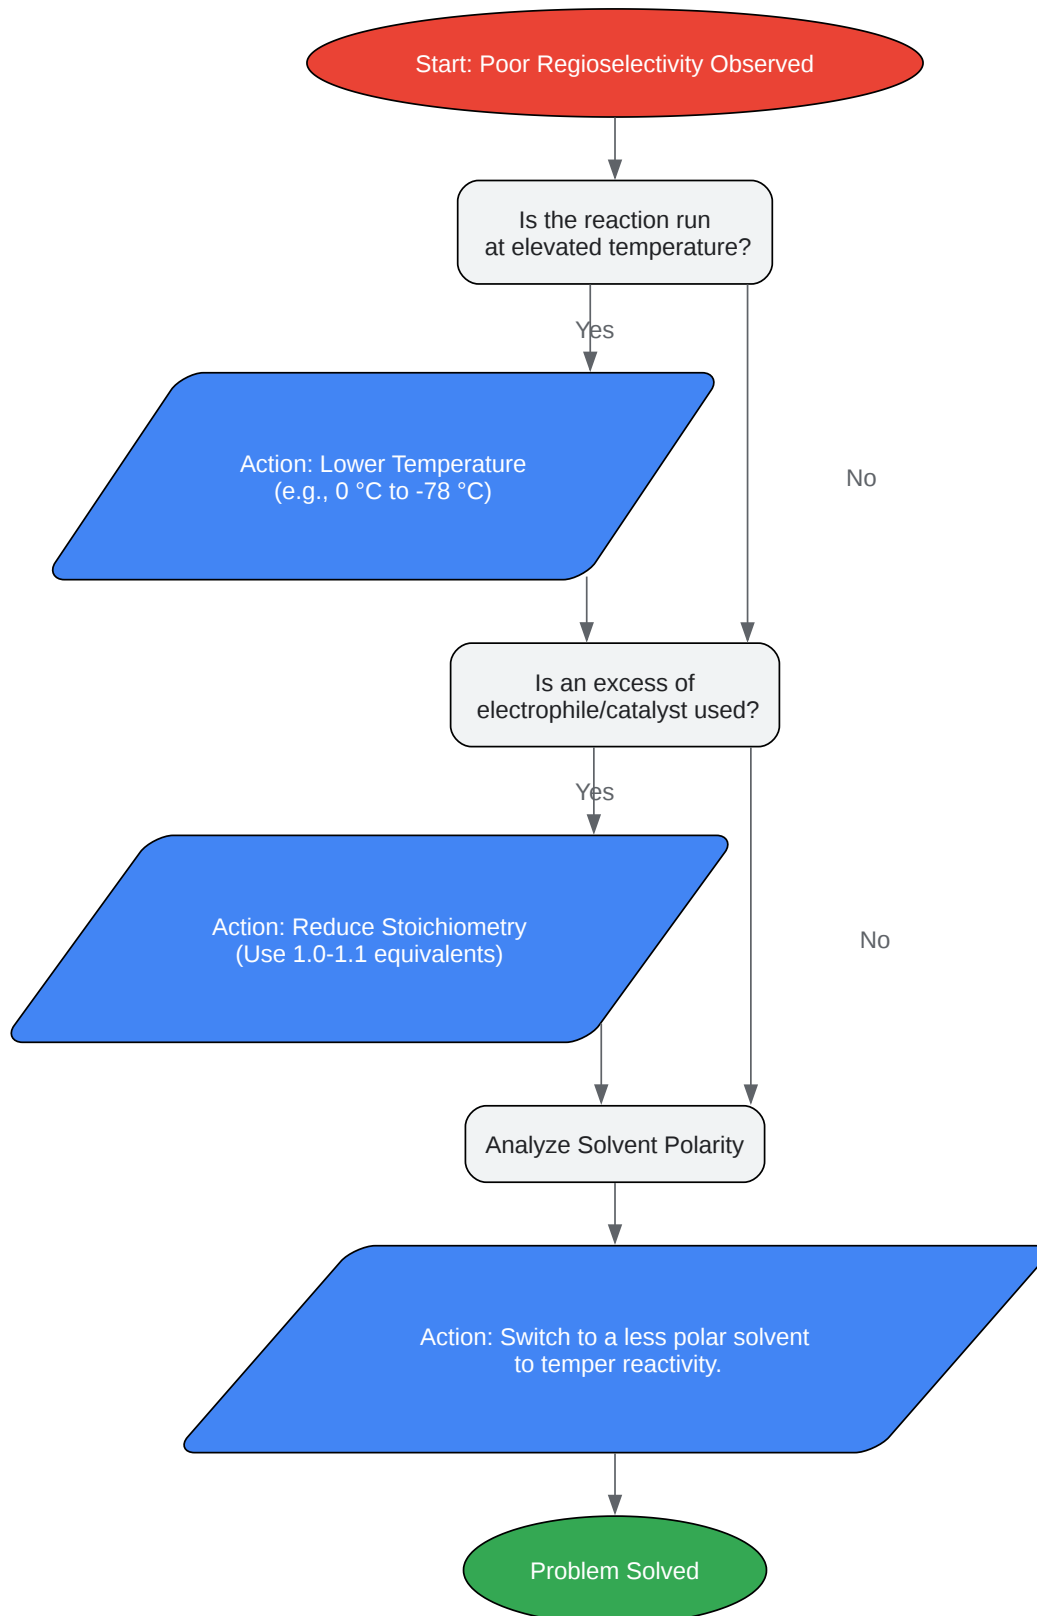 Start: Poor Regioselectivity Observed
Is the reaction run
at elevated temperature?
Yes
Action: Lower Temperature
(e.g., 0 °C to -78 °C)
No
Is an excess of
electrophile/catalyst used?
Yes
Action: Reduce Stoichiometry
(Use 1.0-1.1 equivalents)
No
Analyze Solvent Polarity
Action: Switch to a less polar solvent
to temper reactivity.
Problem Solved